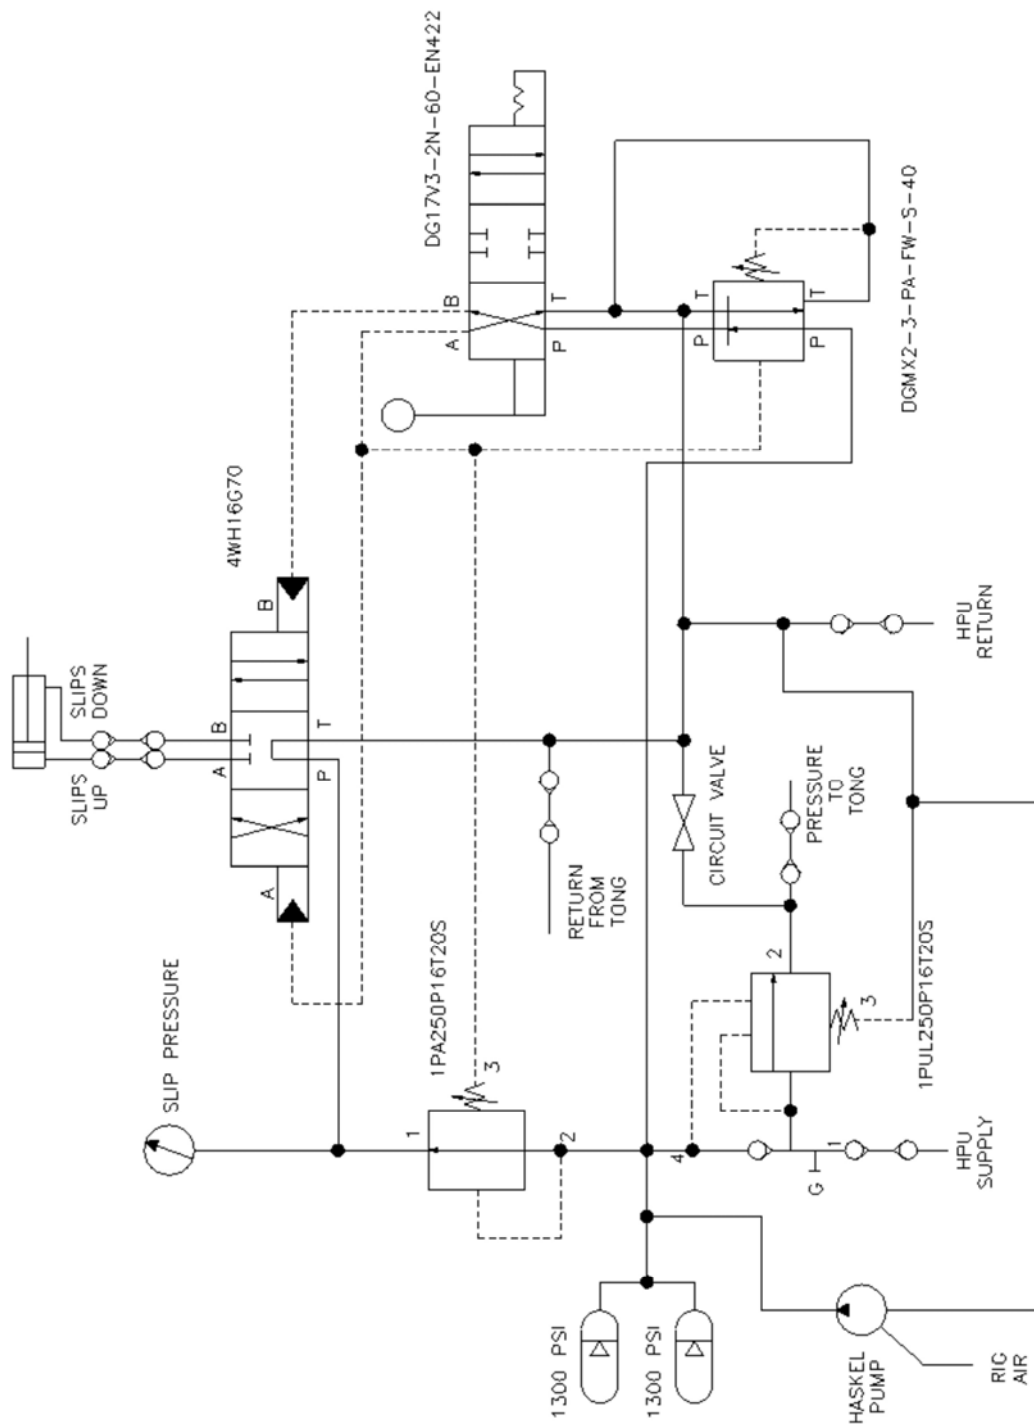 DG17V3-2N-60-EN422
B
A
T
P
T
P
T
P
DGMX2-3-PA-FW-S-40
4WH16G70
B
SLIPS
DOWN
SLIPS
UP
B
A
T
P
A
HPU
RETURN
CIRCUIT VALVE
PRESSURE
TO
TONG
RETURN
FROM
TONG
SLIP PRESSURE
1PA250P16T20S
3
1
2
1PUL250P16T20S
2
3
4
1
G
HPU
SUPPLY
1300 PSI
1300 PSI
HASKEL
PUMP
RIG
AIR